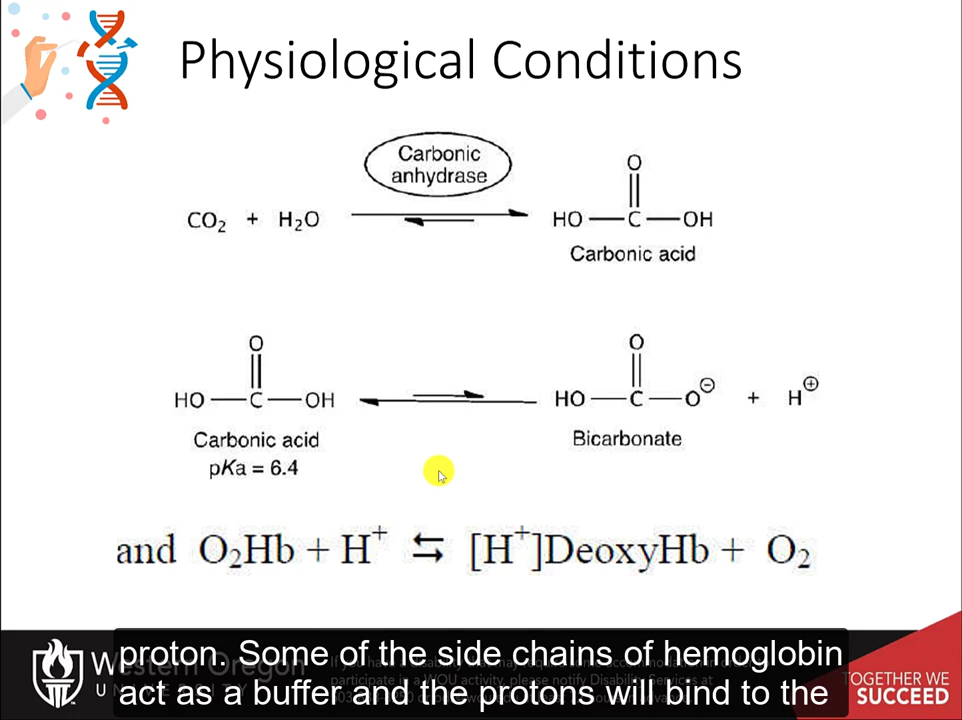 Physiological Conditions
Carbonic
anhydrase
CO2 + H2O
O
HO — C — OH
Carbonic acid
O
HO — C — OH
Carbonic acid
pKa = 6.4
O
HO — C — O⊖ + H⊕
Bicarbonate
and O2Hb + H+ ⇆ [H+]DeoxyHb + O2
proton. Some of the side chains of hemoglobin
act as a buffer and the protons will bind to the
TOGETHER WE
SUCCEED